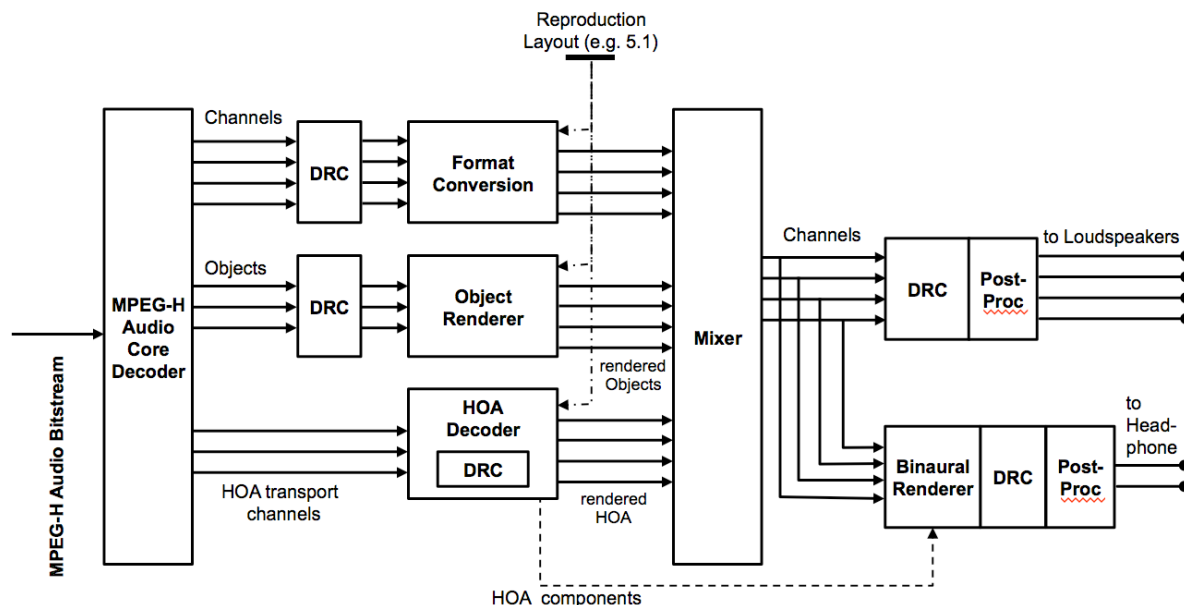 Reproduction
Layout (e.g. 5.1)
Channels
DRC
Format
Conversion
Objects
DRC
Object
Renderer
MPEG-H
Audio
Core
Decoder
MPEG-H Audio Bitstream
rendered
Objects
HOA
Decoder
DRC
HOA transport
channels
rendered
HOA
Mixer
Channels
DRC
Post-
Proc
to Loudspeakers
Binaural
Renderer
DRC
Post-
Proc
to
Head-
phone
HOA components